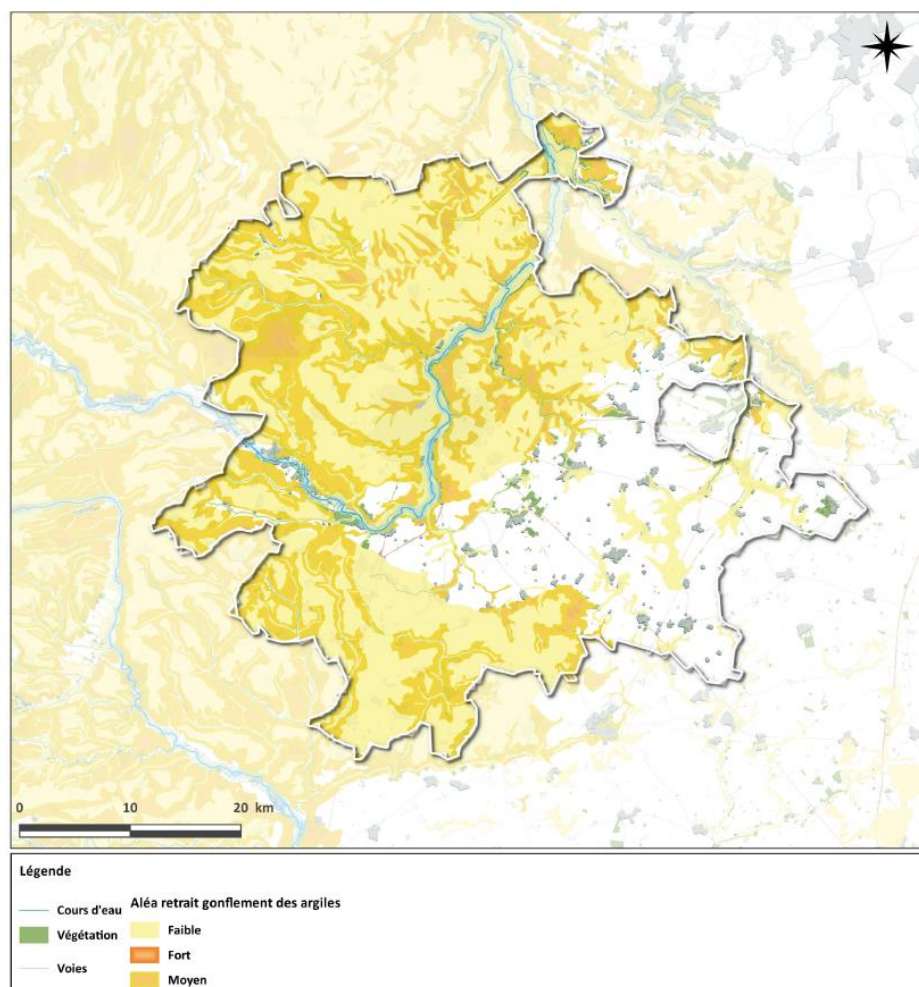 0 10 20 km
Légende
Cours d'eau
Végétation
Voies
Aléa retrait gonflement des argiles
Faible
Fort
Moyen